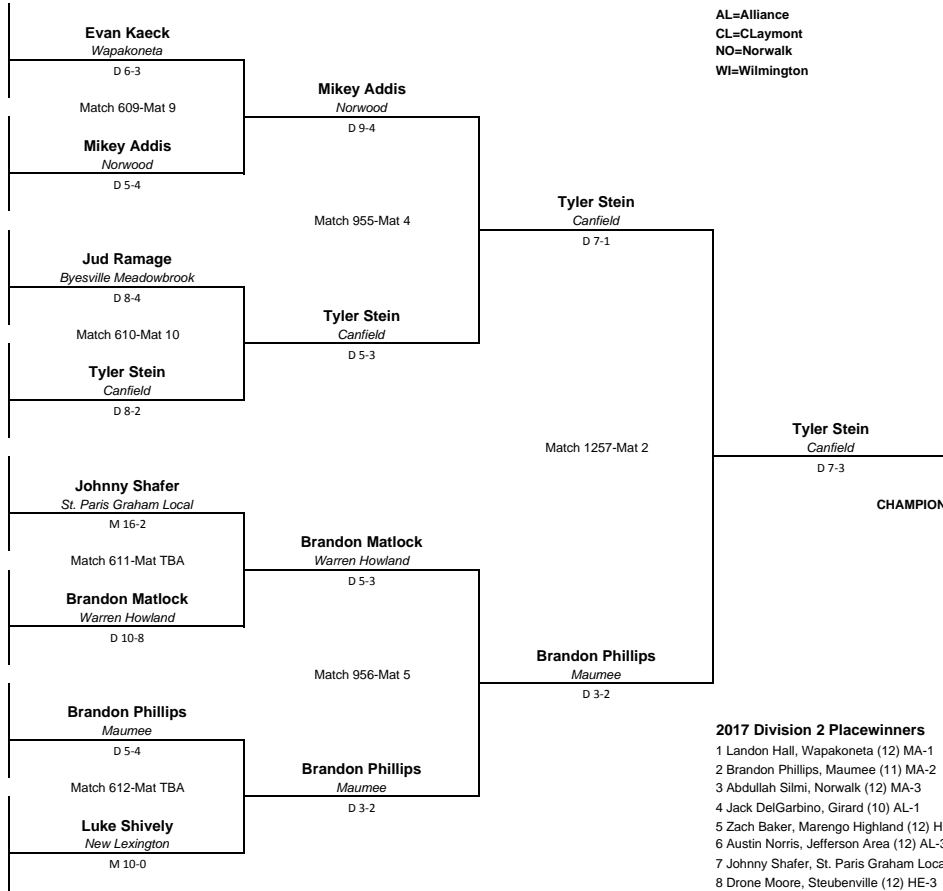 AL=Alliance
CL=CLaymont
NO=Norwalk
WI=Wilmington
Evan Kaeck
Wapakoneta
D 6-3
Match 609-Mat 9
Mikey Addis
Norwood
D 5-4
Mikey Addis
Norwood
D 9-4
Match 955-Mat 4
Jud Ramage
Byesville Meadowbrook
D 8-4
Match 610-Mat 10
Tyler Stein
Canfield
D 8-2
Tyler Stein
Canfield
D 5-3
Tyler Stein
Canfield
D 7-1
Match 1257-Mat 2
Tyler Stein
Canfield
D 7-3
CHAMPION
Johnny Shafer
St. Paris Graham Local
M 16-2
Match 611-Mat TBA
Brandon Matlock
Warren Howland
D 10-8
Brandon Matlock
Warren Howland
D 5-3
Match 956-Mat 5
Brandon Phillips
Maumee
D 5-4
Match 612-Mat TBA
Luke Shively
New Lexington
M 10-0
Brandon Phillips
Maumee
D 3-2
Brandon Phillips
Maumee
D 3-2
2017 Division 2 Placewinners
1 Landon Hall, Wapakoneta (12) MA-1
2 Brandon Phillips, Maumee (11) MA-2
3 Abdullah Silmi, Norwalk (12) MA-3
4 Jack DelGarbino, Girard (10) AL-1
5 Zach Baker, Marengo Highland (12) H
6 Austin Norris, Jefferson Area (12) AL-3
7 Johnny Shafer, St. Paris Graham Loca
8 Drone Moore, Steubenville (12) HE-3